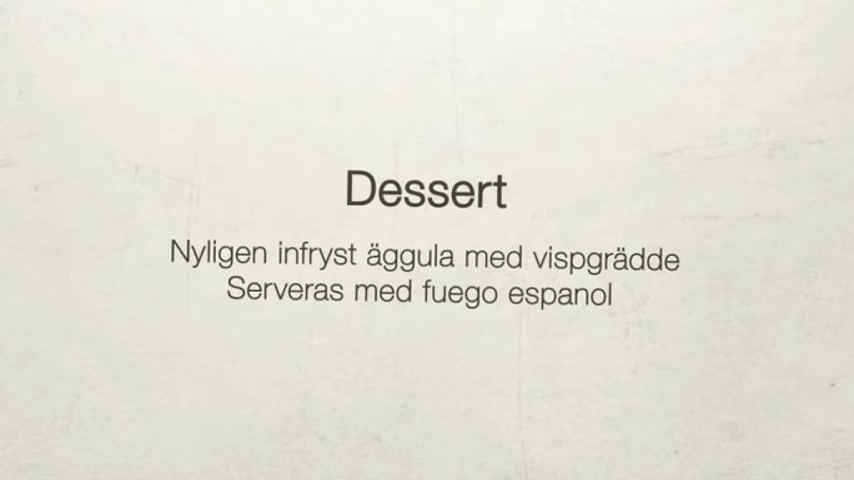 Dessert
Nyligen infryst äggula med vispgrädde
Serveras med fuego espanol